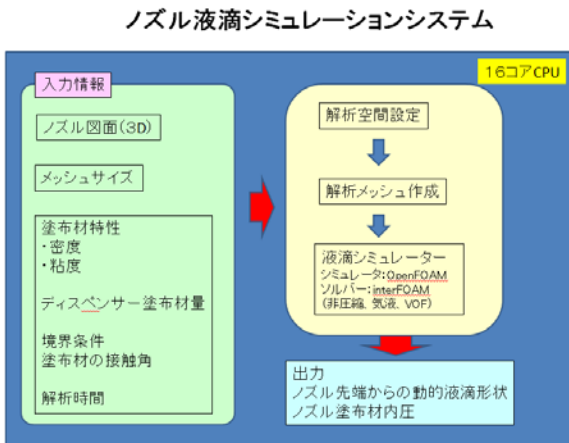 ノズル液滴シミュレーションシステム
16コアCPU
入力情報
ノズル図面(3D)
メッシュサイズ
塗布材特性
・密度
・粘度
ディスペンサー塗布材量
境界条件
塗布材の接触角
解析時間
解析空間設定
解析メッシュ作成
液滴シミュレーター
シミュレータ:OpenFOAM
ソルバー:interFOAM
(非圧縮、気液、VOF)
出力
ノズル先端からの動的液滴形状
ノズル塗布材内圧